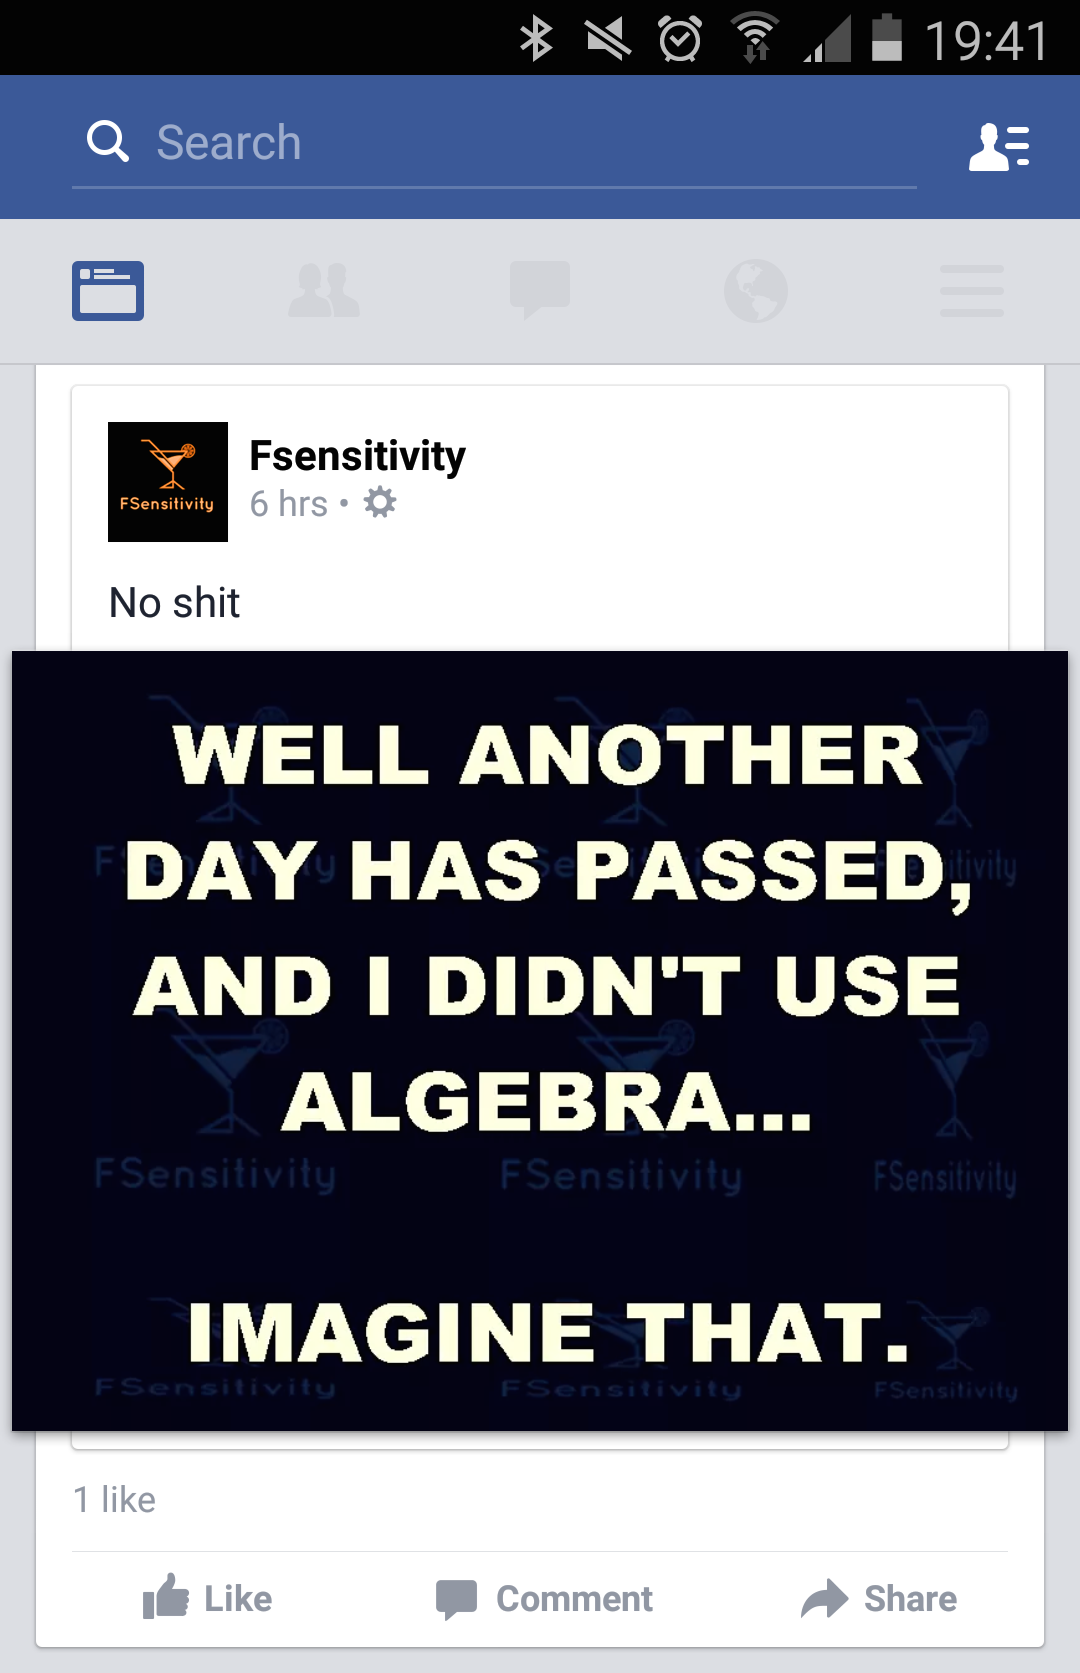 19:41
Search
FSensitivity
Fsensitivity
6 hrs •
No shit
WELL ANOTHER
DAY HAS PASSED,
AND I DIDN'T USE
ALGEBRA...
FSensitivity FSensitivity FSensitivity
IMAGINE THAT.
FSensitivity FSensitivity FSensitivity
1 like
Like Comment Share